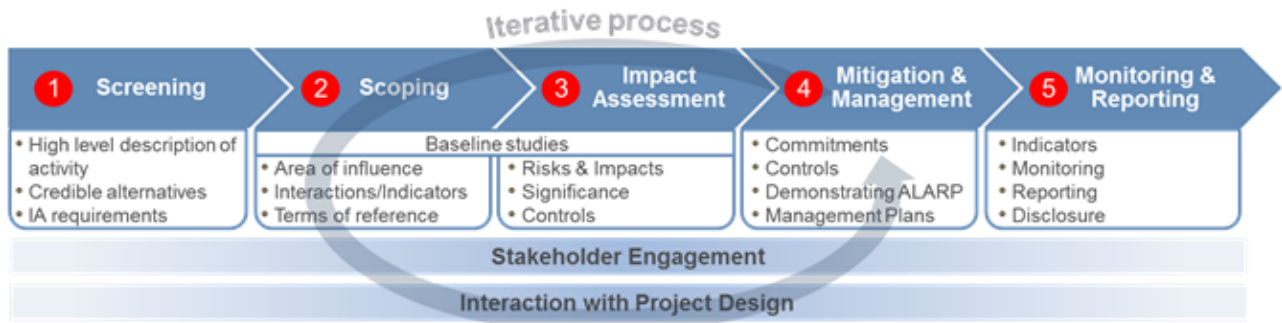 Iterative process
1 Screening
2 Scoping
3 Impact
Assessment
4 Mitigation &
Management
5 Monitoring &
Reporting
• High level description of
activity
• Credible alternatives
• IA requirements
Baseline studies
• Area of influence
• Interactions/Indicators
• Terms of reference
• Risks & Impacts
• Significance
• Controls
• Commitments
• Controls
• Demonstrating ALARP
• Management Plans
• Indicators
• Monitoring
• Reporting
• Disclosure
Stakeholder Engagement
Interaction with Project Design